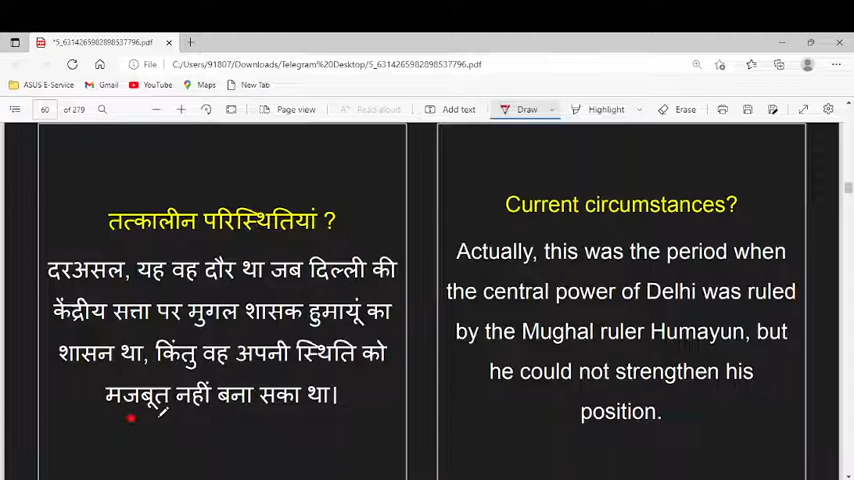 *5_6314265982898537796.pdf
File C:/Users/91807/Downloads/Telegram%20Desktop/5_6314265982898537796.pdf
ASUS E-Service Gmail YouTube Maps New Tab
60 of 279 Page view Read aloud Add text Draw Highlight Erase
तत्कालीन परिस्थितियां ?
दरअसल, यह वह दौर था जब दिल्ली की
केंद्रीय सत्ता पर मुगल शासक हुमायूं का
शासन था, किंतु वह अपनी स्थिति को
मजबूत नहीं बना सका था।
Current circumstances?
Actually, this was the period when
the central power of Delhi was ruled
by the Mughal ruler Humayun, but
he could not strengthen his
position.